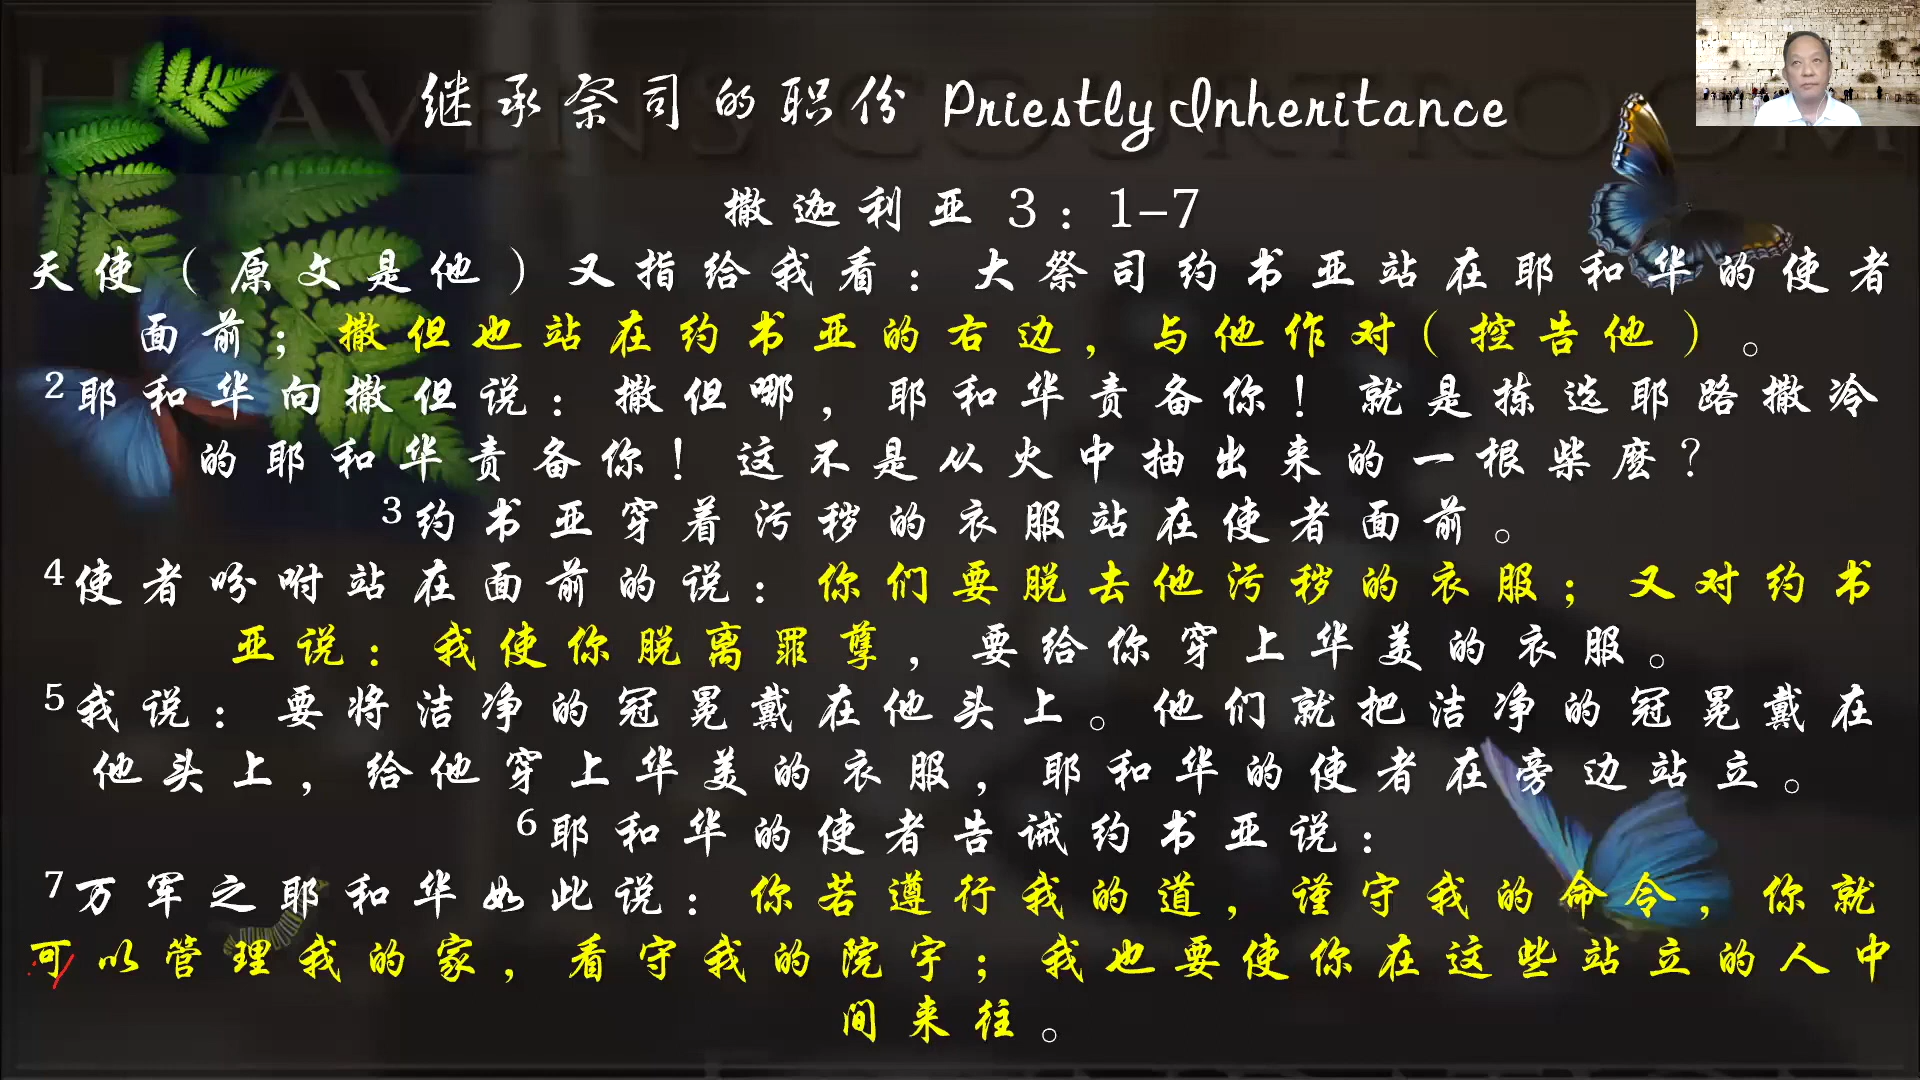 HEAVEN'S COURTROOM
继承祭司的职份 Priestly Inheritance
撒迦利亚 3：1-7
天使（原文是他）又指给我看：大祭司约书亚站在耶和华的使者
面前；撒但也站在约书亚的右边，与他作对（控告他）。
2耶和华向撒但说：撒但哪，耶和华责备你！就是拣选耶路撒冷
的耶和华责备你！这不是从火中抽出来的一根柴麽？
3约书亚穿着污秽的衣服站在使者面前。
4使者吩咐站在面前的说：你们要脱去他污秽的衣服；又对约书
亚说：我使你脱离罪孽，要给你穿上华美的衣服。
5我说：要将洁净的冠冕戴在他头上。他们就把洁净的冠冕戴在
他头上，给他穿上华美的衣服，耶和华的使者在旁边站立。
6耶和华的使者告诫约书亚说：
7万军之耶和华如此说：你若遵行我的道，谨守我的命令，你就
可以管理我的家，看守我的院宇；我也要使你在这些站立的人中
间来往。